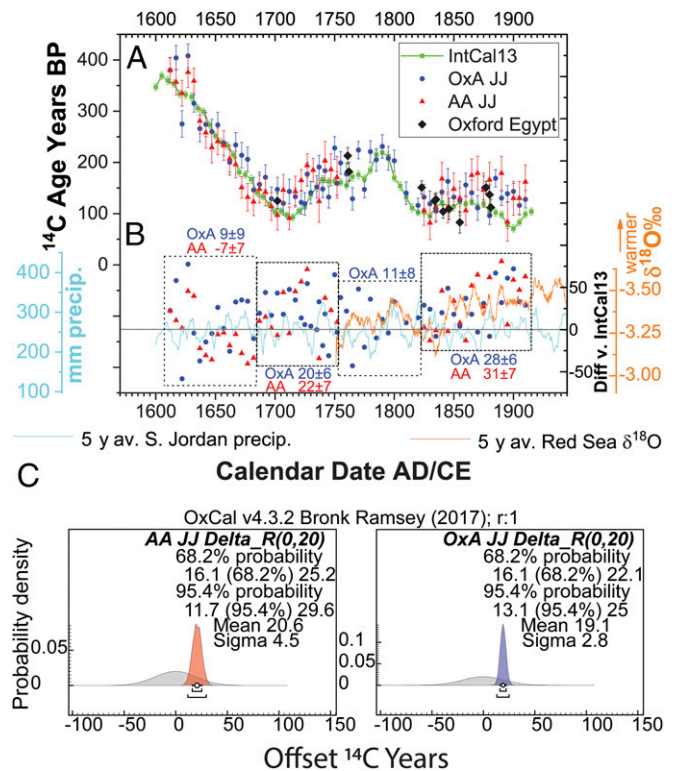 1600 1650 1700 1750 1800 1850 1900
A
400
300
200
100
0
¹⁴C Age Years BP
IntCal13
OxA JJ
AA JJ
Oxford Egypt
B
OxA 9±9
AA -7±7
OxA 11±8
OxA 20±6
AA 22±7
OxA 28±6
AA 31±7
400
300
200
100
mm precip.
50
0
-50
Diff v. IntCal13
warmer
δ¹⁸O‰
-3.50
-3.25
-3.00
1600 1650 1700 1750 1800 1850 1900
5 y av. S. Jordan precip.
5 y av. Red Sea δ¹⁸O
Calendar Date AD/CE
C
OxCal v4.3.2 Bronk Ramsey (2017); r:1
AA JJ Delta_R(0,20)
68.2% probability
16.1 (68.2%) 25.2
95.4% probability
11.7 (95.4%) 29.6
Mean 20.6
Sigma 4.5
Probability density
0.05
0
-100 -50 0 50 100 150
OxA JJ Delta_R(0,20)
68.2% probability
16.1 (68.2%) 22.1
95.4% probability
13.1 (95.4%) 25
Mean 19.1
Sigma 2.8
0.1
0.05
0
-100 -50 0 50 100 150
Offset ¹⁴C Years